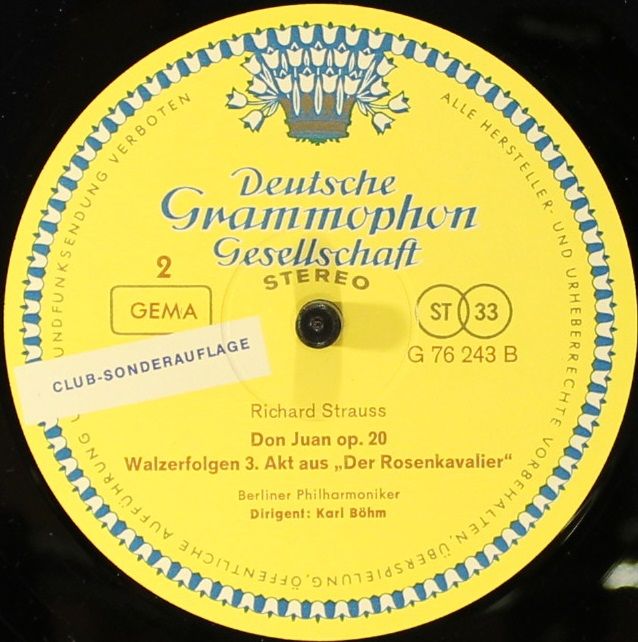 Deutsche
Grammophon
Gesellschaft
STEREO
2
GEMA
ST 33
G 76 243 B
CLUB-SONDERAUFLAGE
Richard Strauss
Don Juan op. 20
Walzerfolgen 3. Akt aus „Der Rosenkavalier“
Berliner Philharmoniker
Dirigent: Karl Böhm
ALLE HERSTELLER- UND URHEBERRECHTE VORBEHALTEN, ÜBERSPIELUNG, ÖFFENTLICHE AUFFÜHRUNG U UNDFUNKSENDUNG VERBOTEN